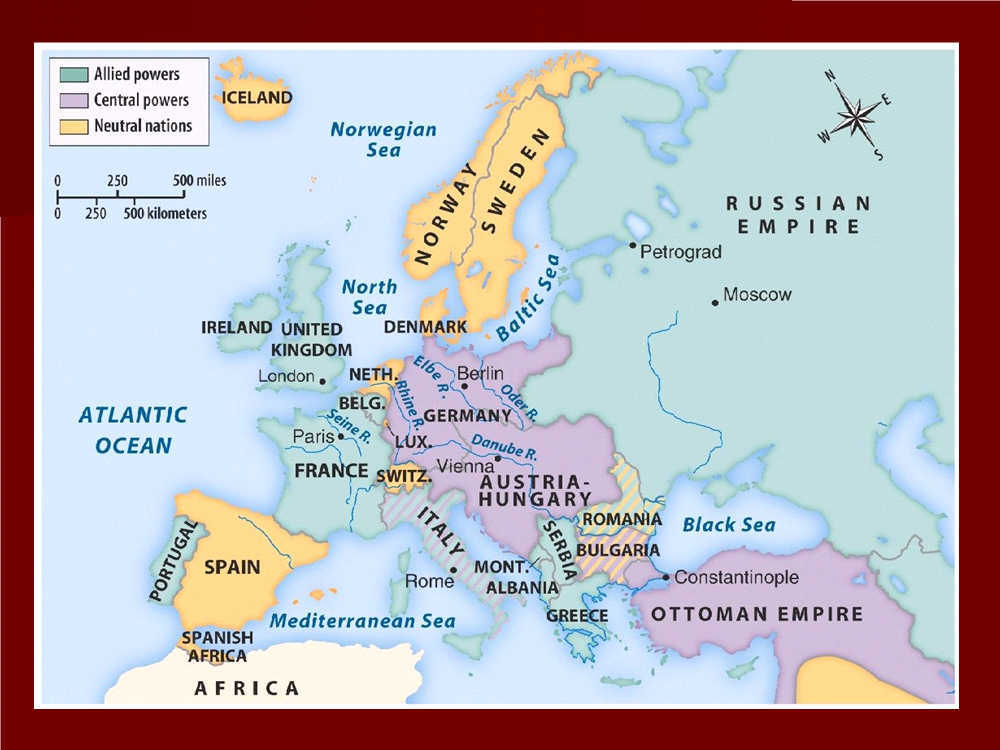 Allied powers
Central powers
Neutral nations
0 250 500 miles
0 250 500 kilometers
ICELAND
Norwegian
Sea
N
E
W
S
NORWAY
SWEDEN
RUSSIAN
EMPIRE
Petrograd
Moscow
North
Sea
Baltic Sea
DENMARK
IRELAND
UNITED
KINGDOM
London
NETH.
BELG.
Elbe R.
Berlin
Rhine R.
Oder R.
GERMANY
ATLANTIC
OCEAN
Seine R.
Paris
LUX.
Danube R.
FRANCE
SWITZ.
Vienna
AUSTRIA-
HUNGARY
ITALY
ROMANIA
Black Sea
SERBIA
BULGARIA
PORTUGAL
SPAIN
Rome
MONT.
ALBANIA
Constantinople
GREECE
OTTOMAN EMPIRE
Mediterranean Sea
SPANISH
AFRICA
AFRICA